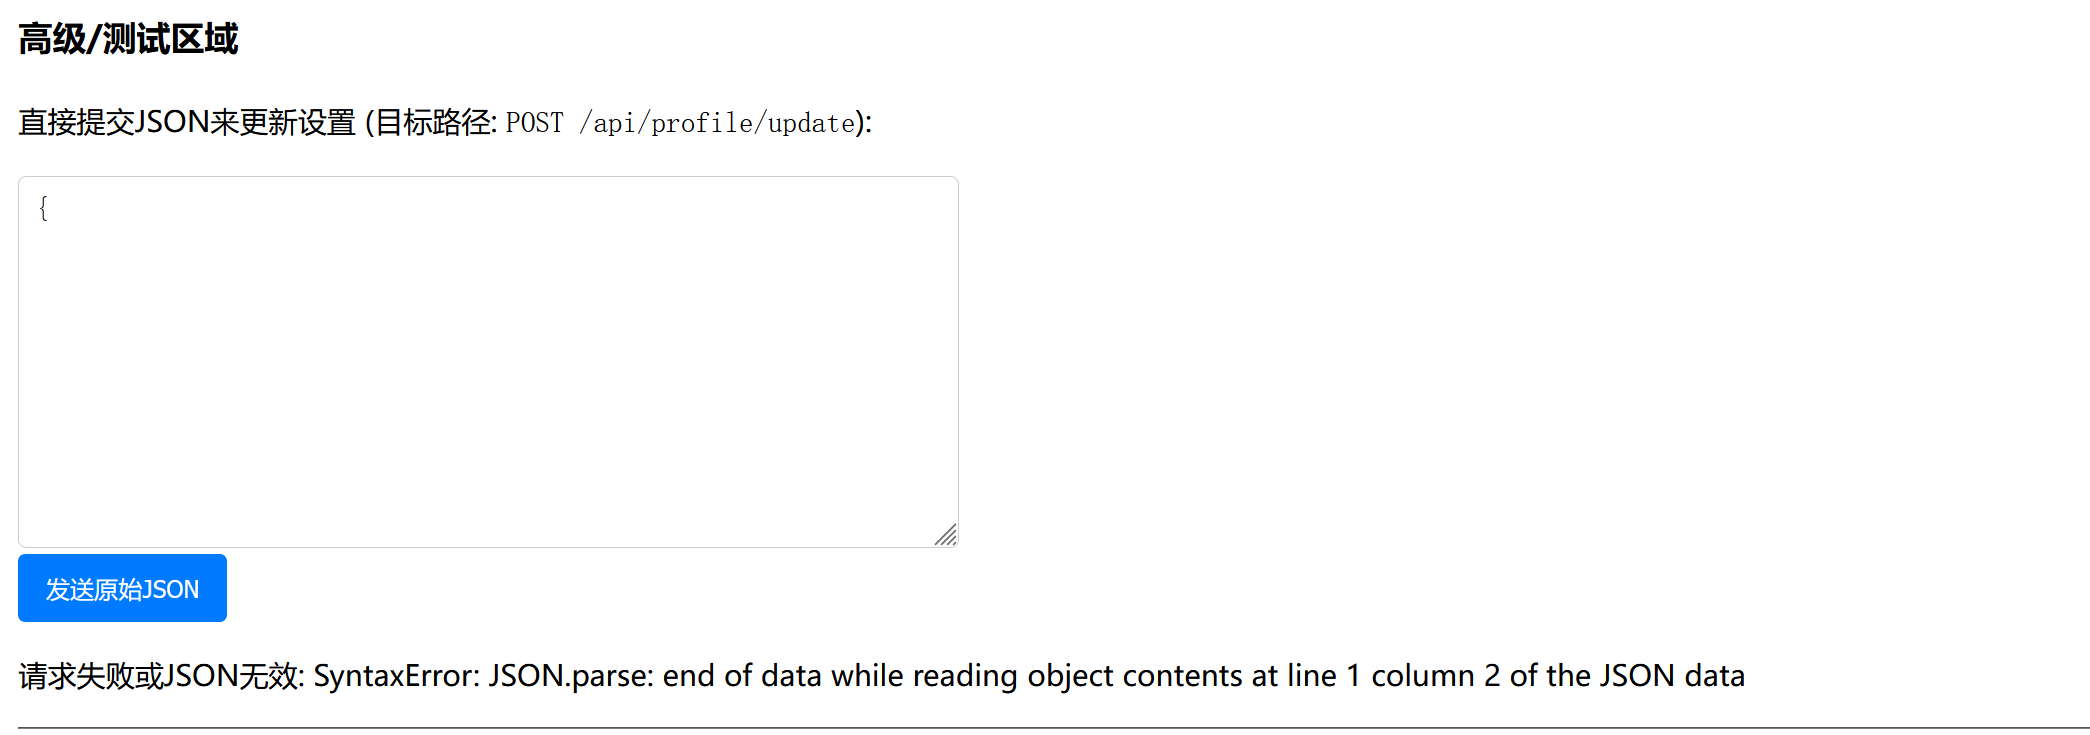 高级/测试区域
直接提交JSON来更新设置 (目标路径: POST /api/profile/update):
{
发送原始JSON
请求失败或JSON无效: SyntaxError: JSON.parse: end of data while reading object contents at line 1 column 2 of the JSON data